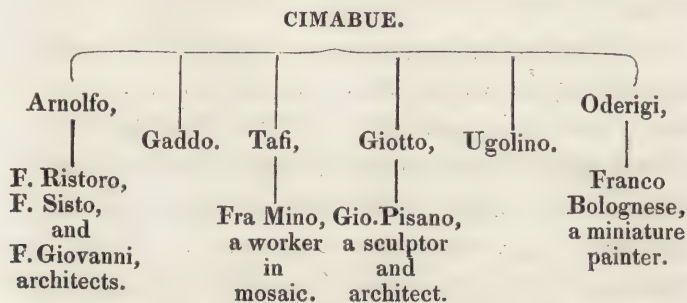 CIMABUE.
Arnolfo,
Gaddo.
Tafi,
Giotto,
Ugolino.
Oderigi,
F. Ristoro,
F. Sisto,
and
F. Giovanni,
architects.
Fra Mino,
a worker
in
mosaic.
Gio. Pisano,
a sculptor
and
architect.
Franco
Bolognese,
a miniature
painter.